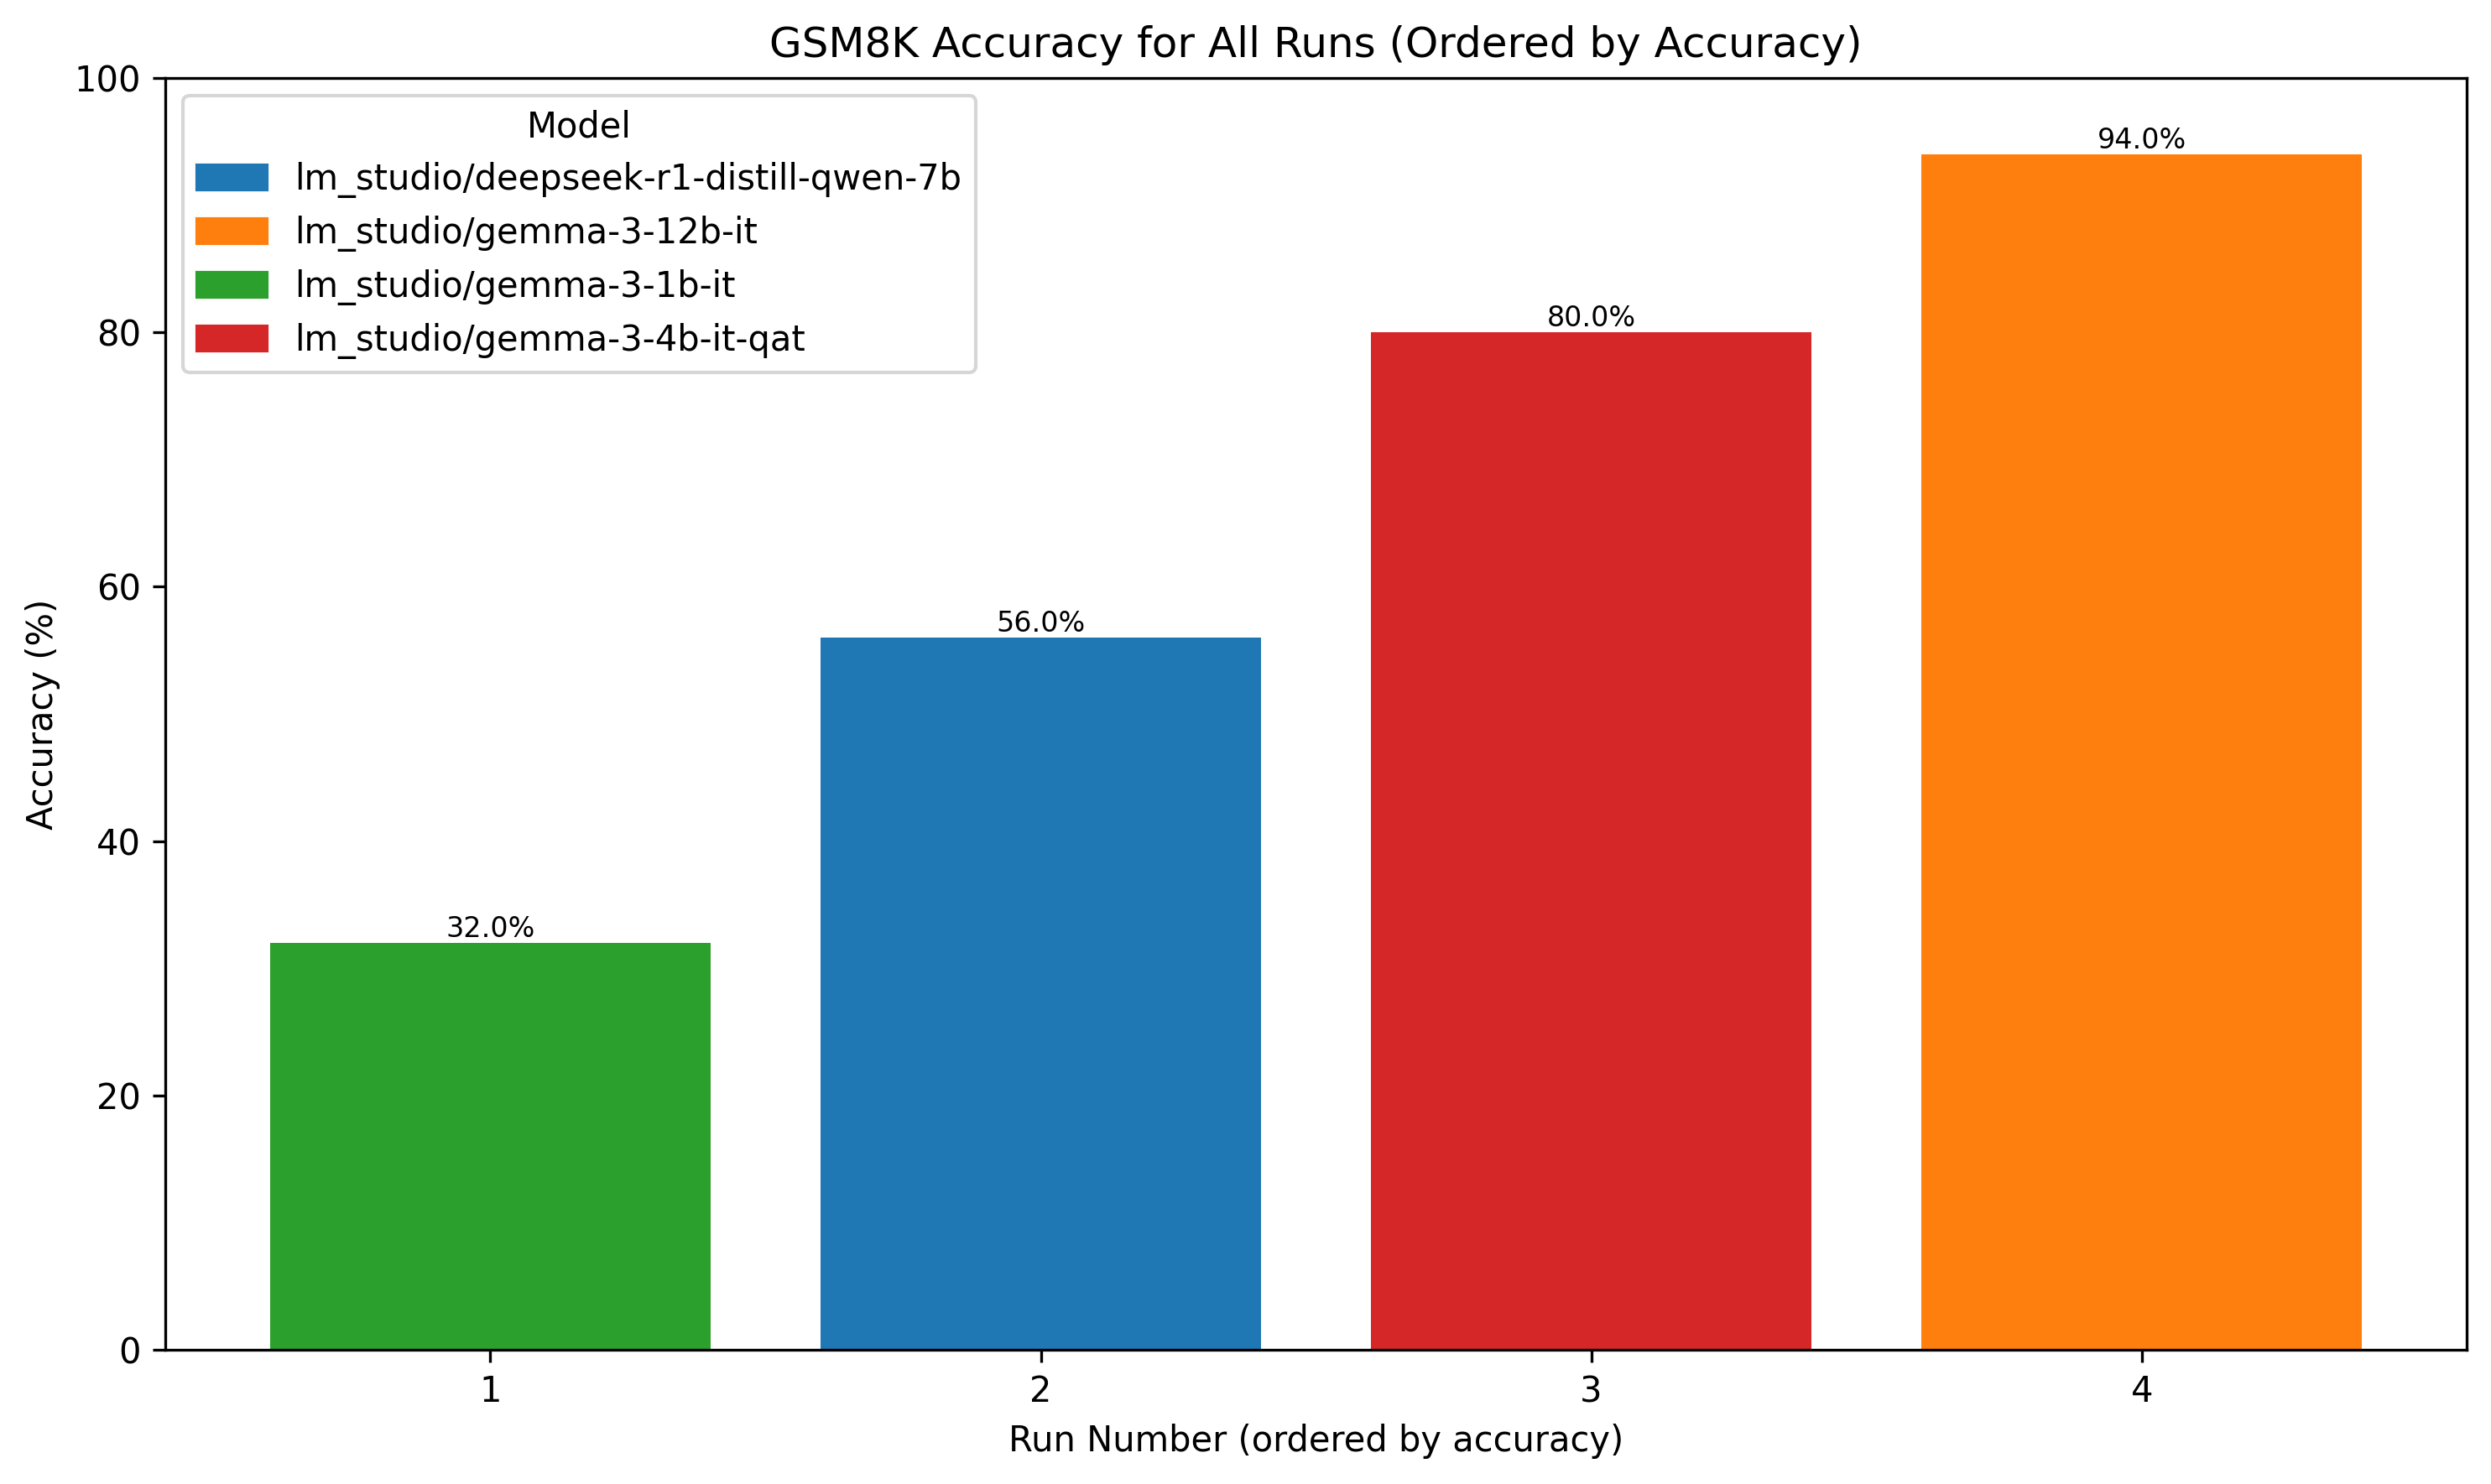 GSM8K Accuracy for All Runs (Ordered by Accuracy)
Model
lm_studio/deepseek-r1-distill-qwen-7b
lm_studio/gemma-3-12b-it
lm_studio/gemma-3-1b-it
lm_studio/gemma-3-4b-it-qat
Accuracy (%)
100
80
60
40
20
0
32.0%
56.0%
80.0%
94.0%
1
2
3
4
Run Number (ordered by accuracy)